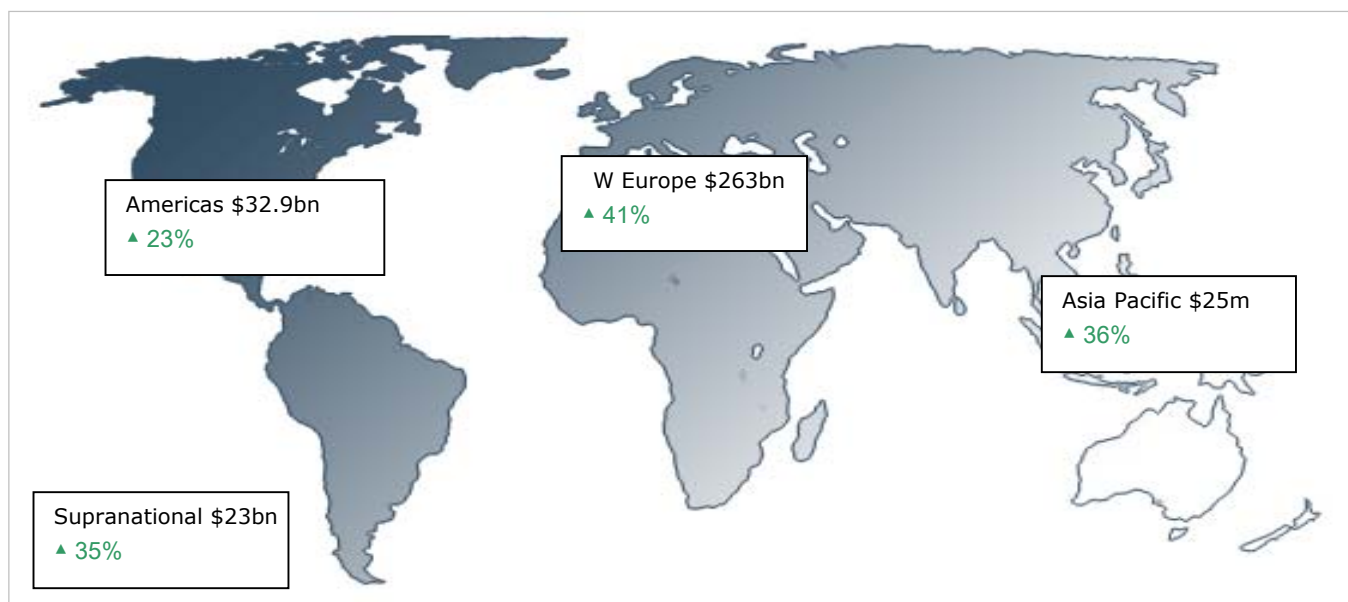 W Europe $263bn
▲ 41%
Americas $32.9bn
▲ 23%
Asia Pacific $25m
▲ 36%
Supranational $23bn
▲ 35%